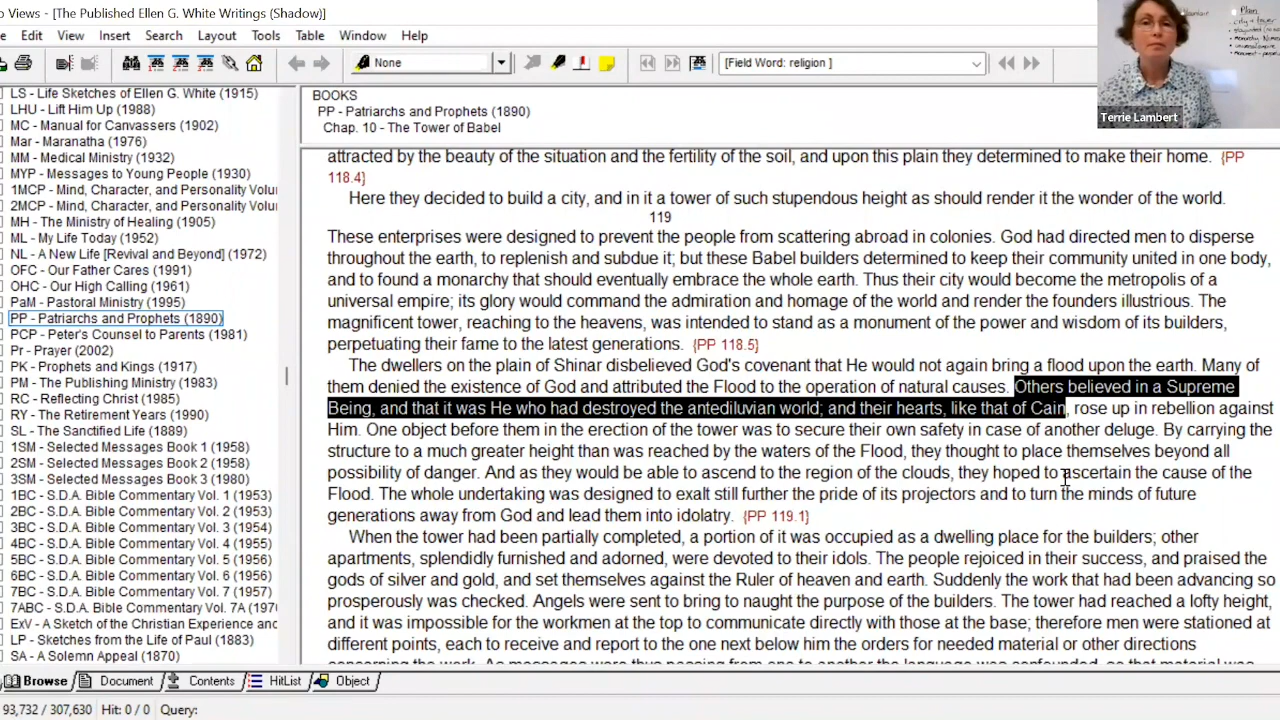 o Views - [The Published Ellen G. White Writings (Shadow)]
e Edit View Insert Search Layout Tools Table Window Help
None
[Field Word: religion ]
Plain
Terrie Lambert
LS - Life Sketches of Ellen G. White (1915)
LHU - Lift Him Up (1988)
MC - Manual for Canvassers (1902)
Mar - Maranatha (1976)
MM - Medical Ministry (1932)
MYP - Messages to Young People (1930)
1MCP - Mind, Character, and Personality Volu
2MCP - Mind, Character, and Personality Volu
MH - The Ministry of Healing (1905)
ML - My Life Today (1952)
NL - A New Life [Revival and Beyond] (1972)
OFC - Our Father Cares (1991)
OHC - Our High Calling (1961)
PaM - Pastoral Ministry (1995)
PP - Patriarchs and Prophets (1890)
PCP - Peter's Counsel to Parents (1981)
Pr - Prayer (2002)
PK - Prophets and Kings (1917)
PM - The Publishing Ministry (1983)
RC - Reflecting Christ (1985)
RY - The Retirement Years (1990)
SL - The Sanctified Life (1889)
1SM - Selected Messages Book 1 (1958)
2SM - Selected Messages Book 2 (1958)
3SM - Selected Messages Book 3 (1980)
1BC - S.D.A. Bible Commentary Vol. 1 (1953)
2BC - S.D.A. Bible Commentary Vol. 2 (1953)
3BC - S.D.A. Bible Commentary Vol. 3 (1954)
4BC - S.D.A. Bible Commentary Vol. 4 (1955)
5BC - S.D.A. Bible Commentary Vol. 5 (1956)
6BC - S.D.A. Bible Commentary Vol. 6 (1956)
7BC - S.D.A. Bible Commentary Vol. 7 (1957)
7ABC - S.D.A. Bible Commentary Vol. 7A (197
ExV - A Sketch of the Christian Experience and
LP - Sketches from the Life of Paul (1883)
SA - A Solemn Appeal (1870)
BOOKS
PP - Patriarchs and Prophets (1890)
Chap. 10 - The Tower of Babel
attracted by the beauty of the situation and the fertility of the soil, and upon this plain they determined to make their home. {PP
118.4}
Here they decided to build a city, and in it a tower of such stupendous height as should render it the wonder of the world.
119
These enterprises were designed to prevent the people from scattering abroad in colonies. God had directed men to disperse
throughout the earth, to replenish and subdue it; but these Babel builders determined to keep their community united in one body,
and to found a monarchy that should eventually embrace the whole earth. Thus their city would become the metropolis of a
universal empire; its glory would command the admiration and homage of the world and render the founders illustrious. The
magnificent tower, reaching to the heavens, was intended to stand as a monument of the power and wisdom of its builders,
perpetuating their fame to the latest generations. {PP 118.5}
The dwellers on the plain of Shinar disbelieved God's covenant that He would not again bring a flood upon the earth. Many of
them denied the existence of God and attributed the Flood to the operation of natural causes. Others believed in a Supreme
Being, and that it was He who had destroyed the antediluvian world; and their hearts, like that of Cain, rose up in rebellion against
Him. One object before them in the erection of the tower was to secure their own safety in case of another deluge. By carrying the
structure to a much greater height than was reached by the waters of the Flood, they thought to place themselves beyond all
possibility of danger. And as they would be able to ascend to the region of the clouds, they hoped to ascertain the cause of the
Flood. The whole undertaking was designed to exalt still further the pride of its projectors and to turn the minds of future
generations away from God and lead them into idolatry. {PP 119.1}
When the tower had been partially completed, a portion of it was occupied as a dwelling place for the builders; other
apartments, splendidly furnished and adorned, were devoted to their idols. The people rejoiced in their success, and praised the
gods of silver and gold, and set themselves against the Ruler of heaven and earth. Suddenly the work that had been advancing so
prosperously was checked. Angels were sent to bring to naught the purpose of the builders. The tower had reached a lofty height,
and it was impossible for the workmen at the top to communicate directly with those at the base; therefore men were stationed at
different points, each to receive and report to the one next below him the orders for needed material or other directions
concerning the work. As messages were thus passing from one to another the language was confounded, so that material was
Browse Document Contents HitList Object
93,732 / 307,630 Hit: 0 / 0 Query: